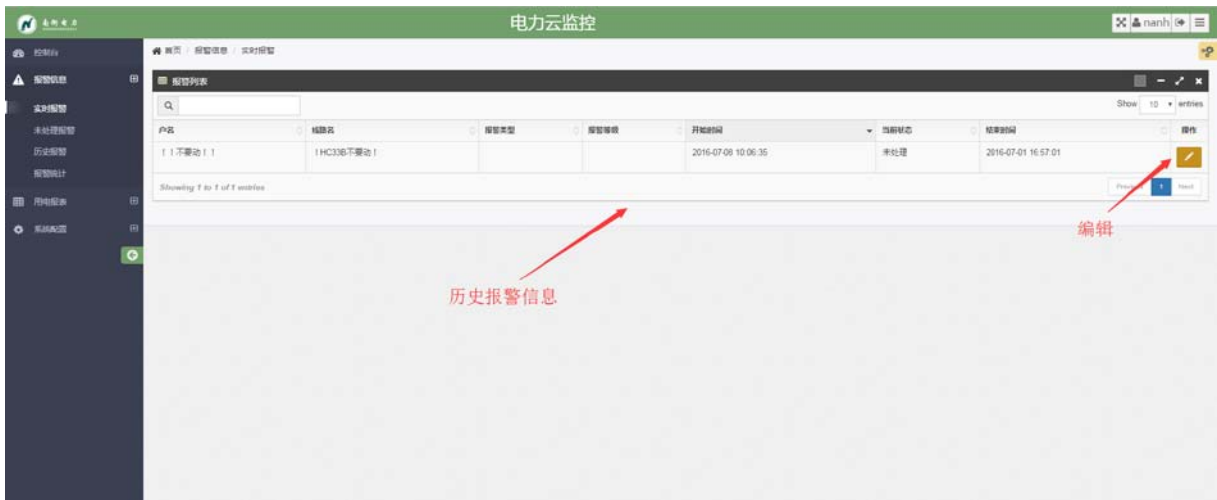 电力云监控
nanh
控制台
首页 / 报警信息 / 实时报警
报警信息
报警列表
实时报警
Show 10 entries
未处理报警
户名 线路名 报警类型 报警等级 开始时间 当前状态 结束时间 操作
历史报警
！！不要动！！ ！HC33B不要动！ 2016-07-08 10:06:35 未处理 2016-07-01 16:57:01
报警统计
Showing 1 to 1 of 1 entries
1 Next
用电报表
系统配置
编辑
历史报警信息